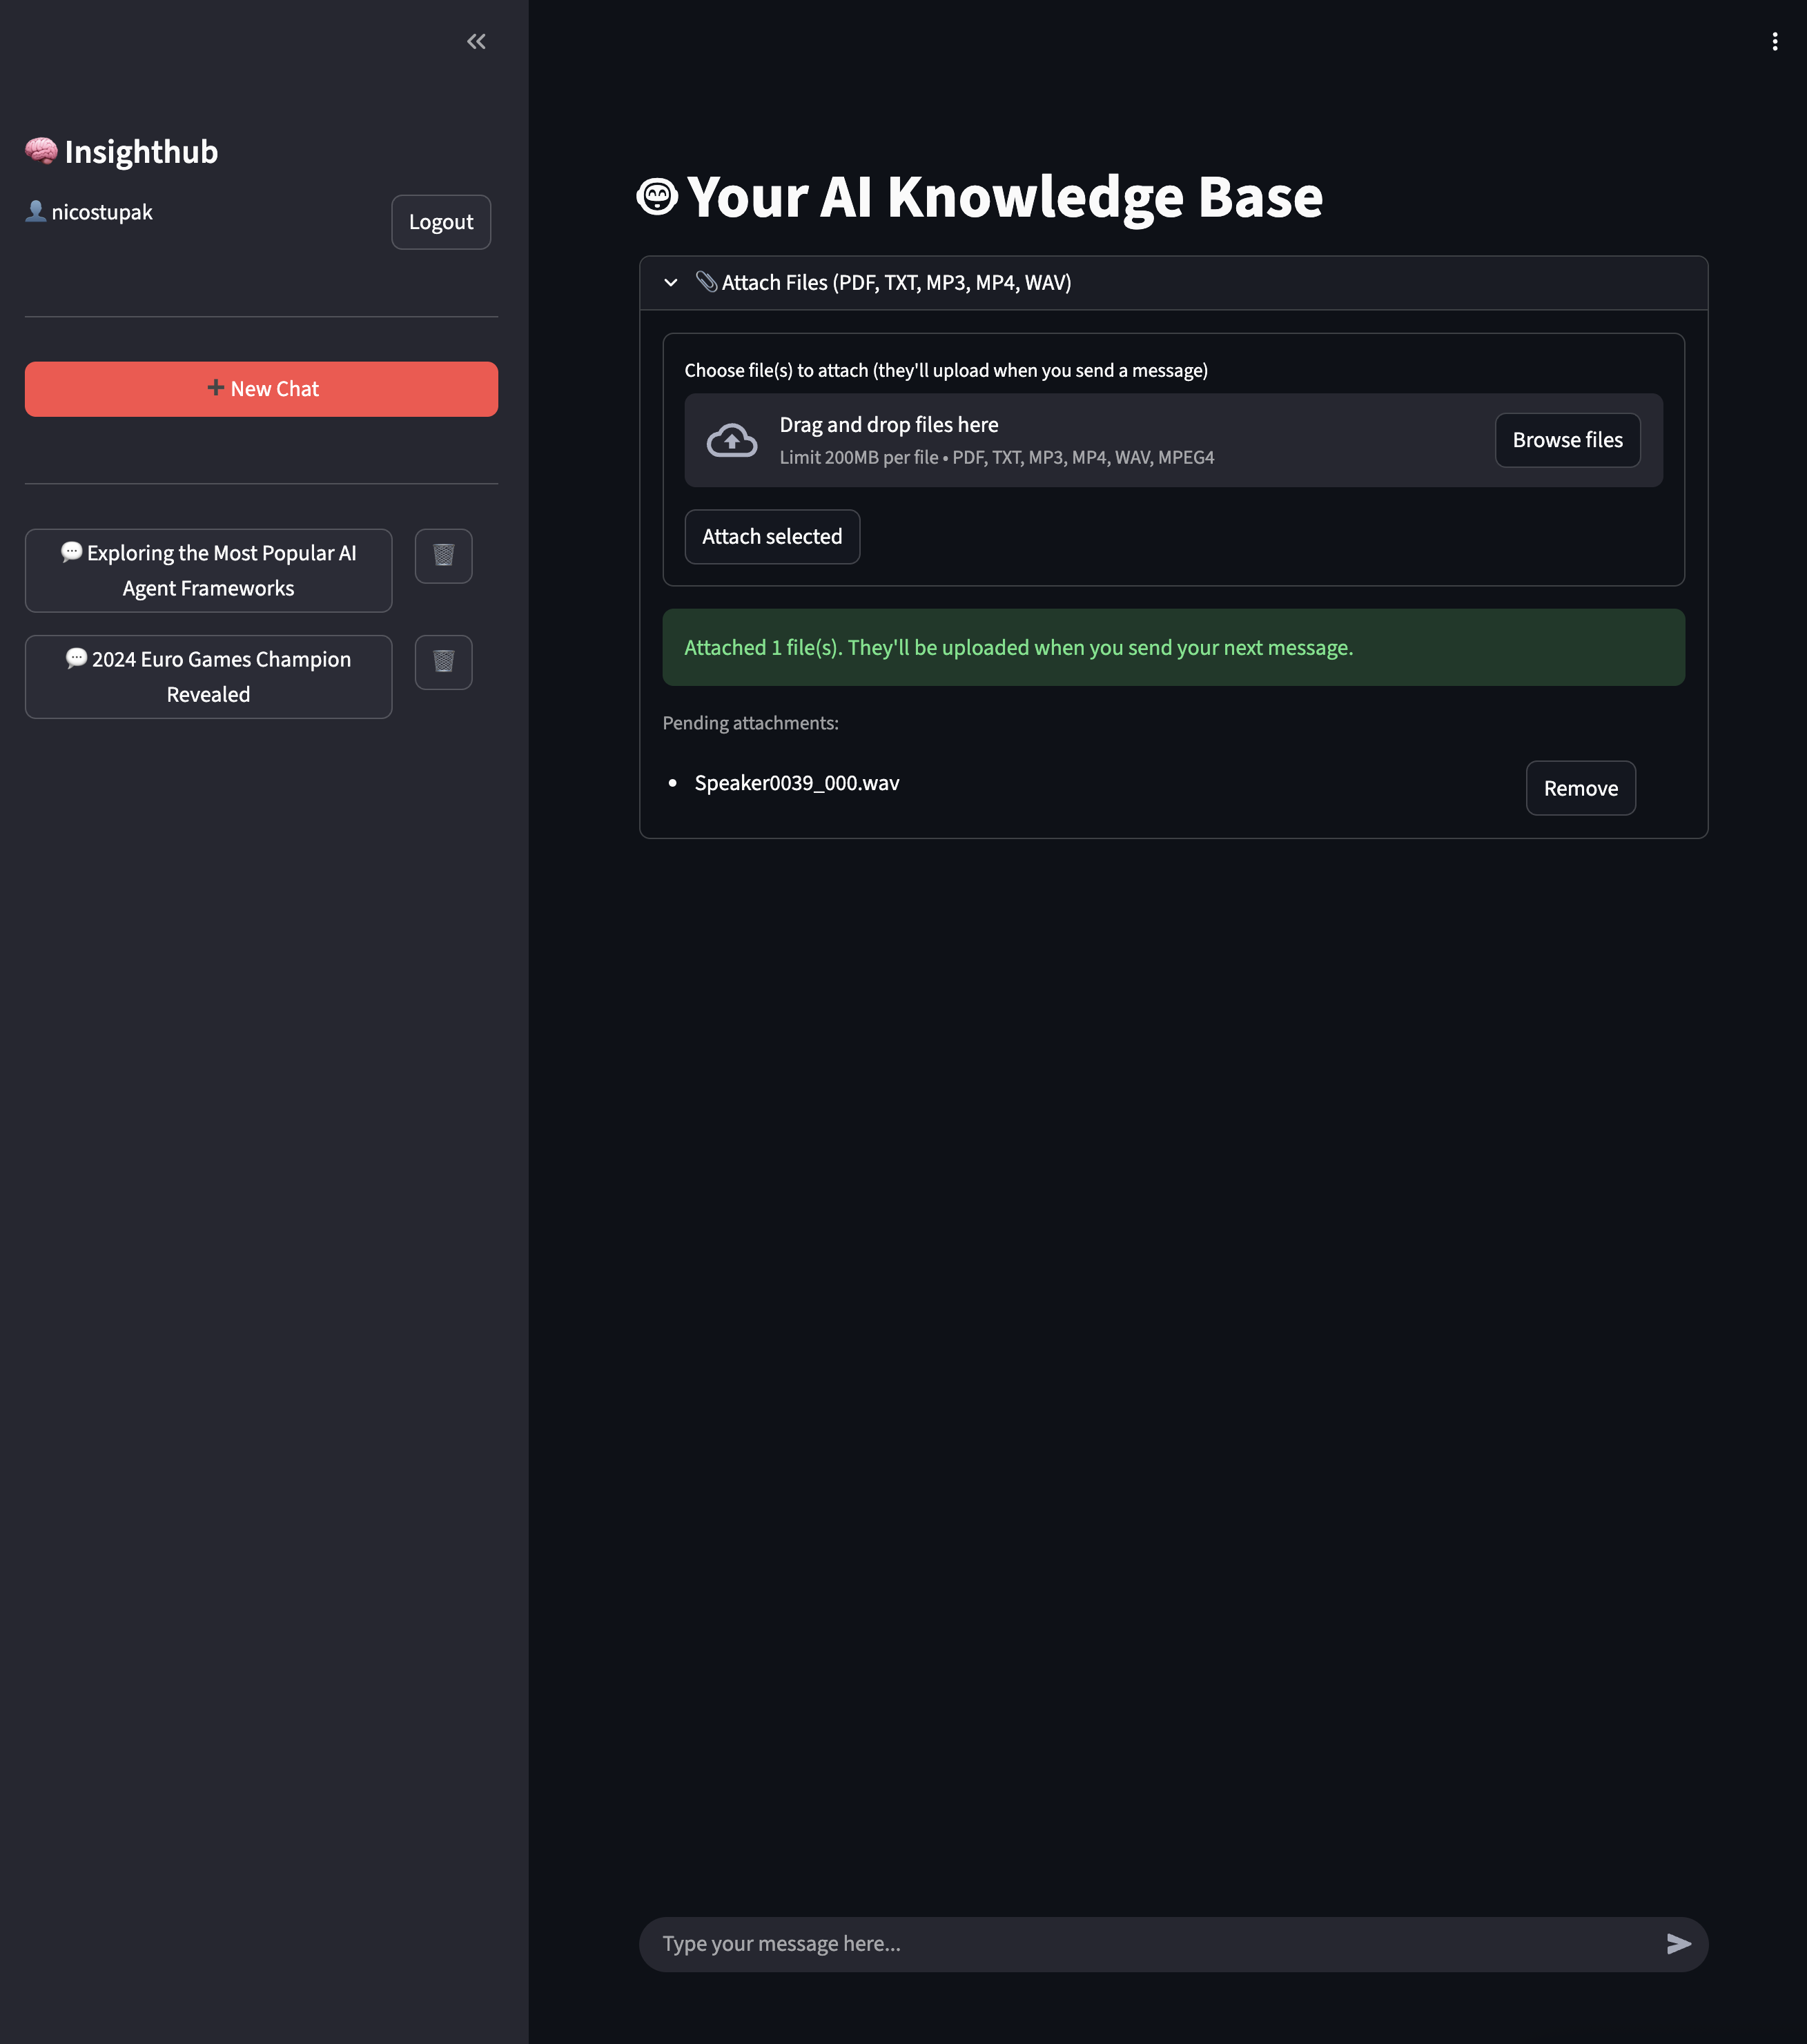 Insighthub
nicostupak
Logout
New Chat
Exploring the Most Popular AI
Agent Frameworks
2024 Euro Games Champion
Revealed
Your AI Knowledge Base
Attach Files (PDF, TXT, MP3, MP4, WAV)
Choose file(s) to attach (they'll upload when you send a message)
Drag and drop files here
Limit 200MB per file • PDF, TXT, MP3, MP4, WAV, MPEG4
Browse files
Attach selected
Attached 1 file(s). They'll be uploaded when you send your next message.
Pending attachments:
• Speaker0039_000.wav
Remove
Type your message here...